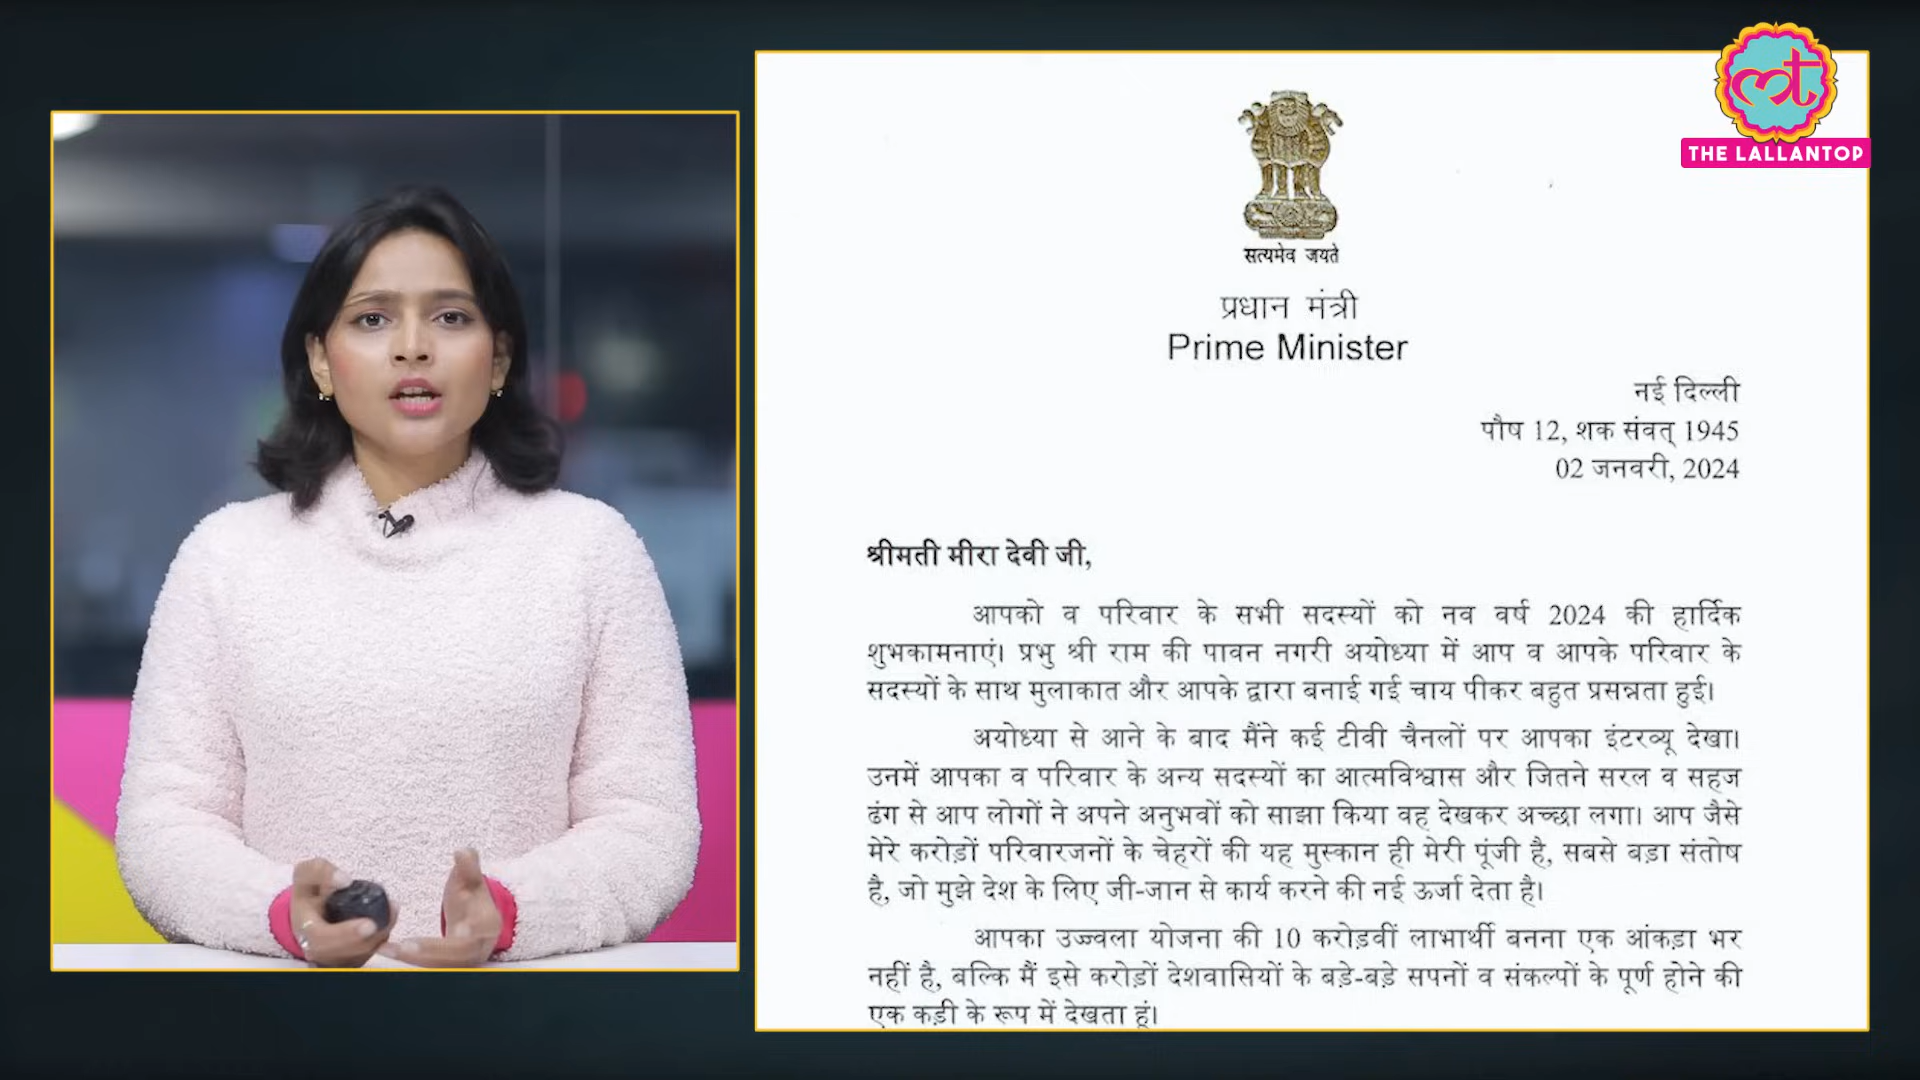 THE LALLANTOP
सत्यमेव जयते
प्रधान मंत्री
Prime Minister
नई दिल्ली
पौष 12, शक संवत् 1945
02 जनवरी, 2024
श्रीमती मीरा देवी जी,
आपको व परिवार के सभी सदस्यों को नव वर्ष 2024 की हार्दिक
शुभकामनाएं। प्रभु श्री राम की पावन नगरी अयोध्या में आप व आपके परिवार के
सदस्यों के साथ मुलाकात और आपके द्वारा बनाई गई चाय पीकर बहुत प्रसन्नता हुई।
अयोध्या से आने के बाद मैंने कई टीवी चैनलों पर आपका इंटरव्यू देखा।
उनमें आपका व परिवार के अन्य सदस्यों का आत्मविश्वास और जितने सरल व सहज
ढंग से आप लोगों ने अपने अनुभवों को साझा किया वह देखकर अच्छा लगा। आप जैसे
मेरे करोड़ों परिवारजनों के चेहरों की यह मुस्कान ही मेरी पूंजी है, सबसे बड़ा संतोष
है, जो मुझे देश के लिए जी-जान से कार्य करने की नई ऊर्जा देता है।
आपका उज्ज्वला योजना की 10 करोड़वीं लाभार्थी बनना एक आंकड़ा भर
नहीं है, बल्कि मैं इसे करोड़ों देशवासियों के बड़े-बड़े सपनों व संकल्पों के पूर्ण होने की
एक कड़ी के रूप में देखता हूं।